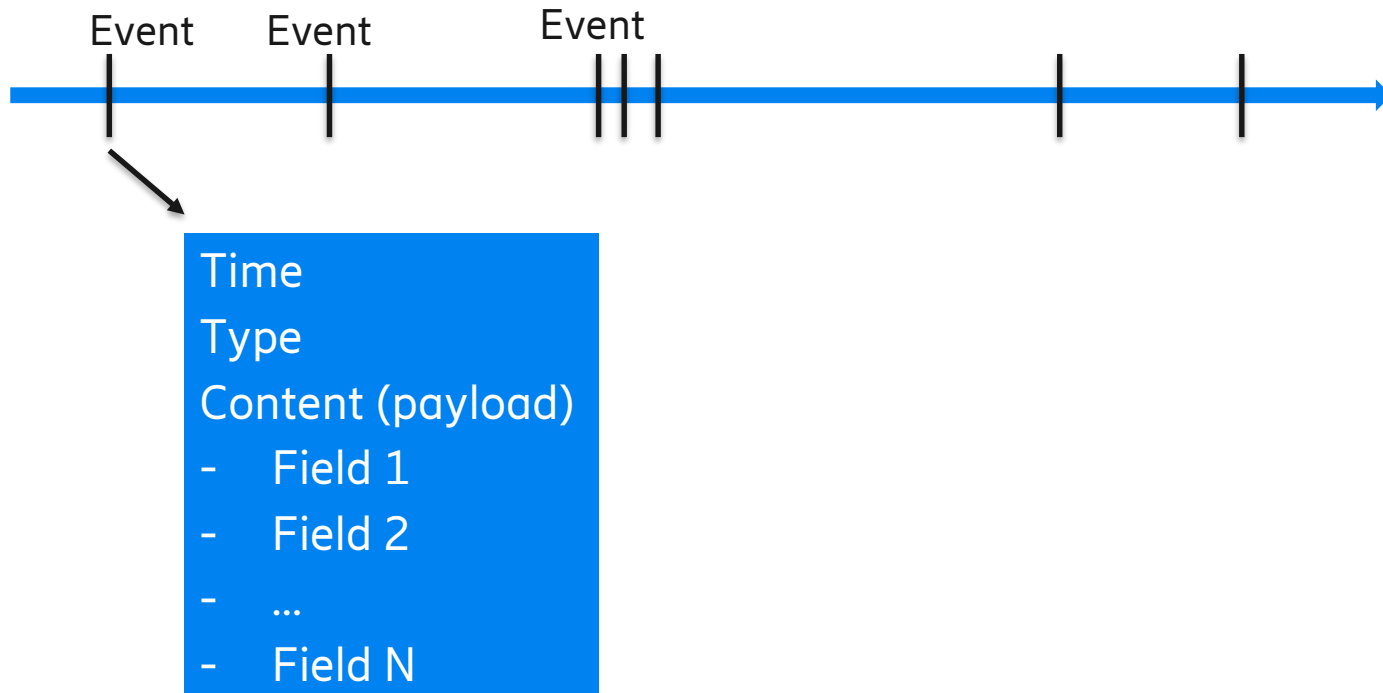 Event Event Event
Time
Type
Content (payload)
- Field 1
- Field 2
- ...
- Field N